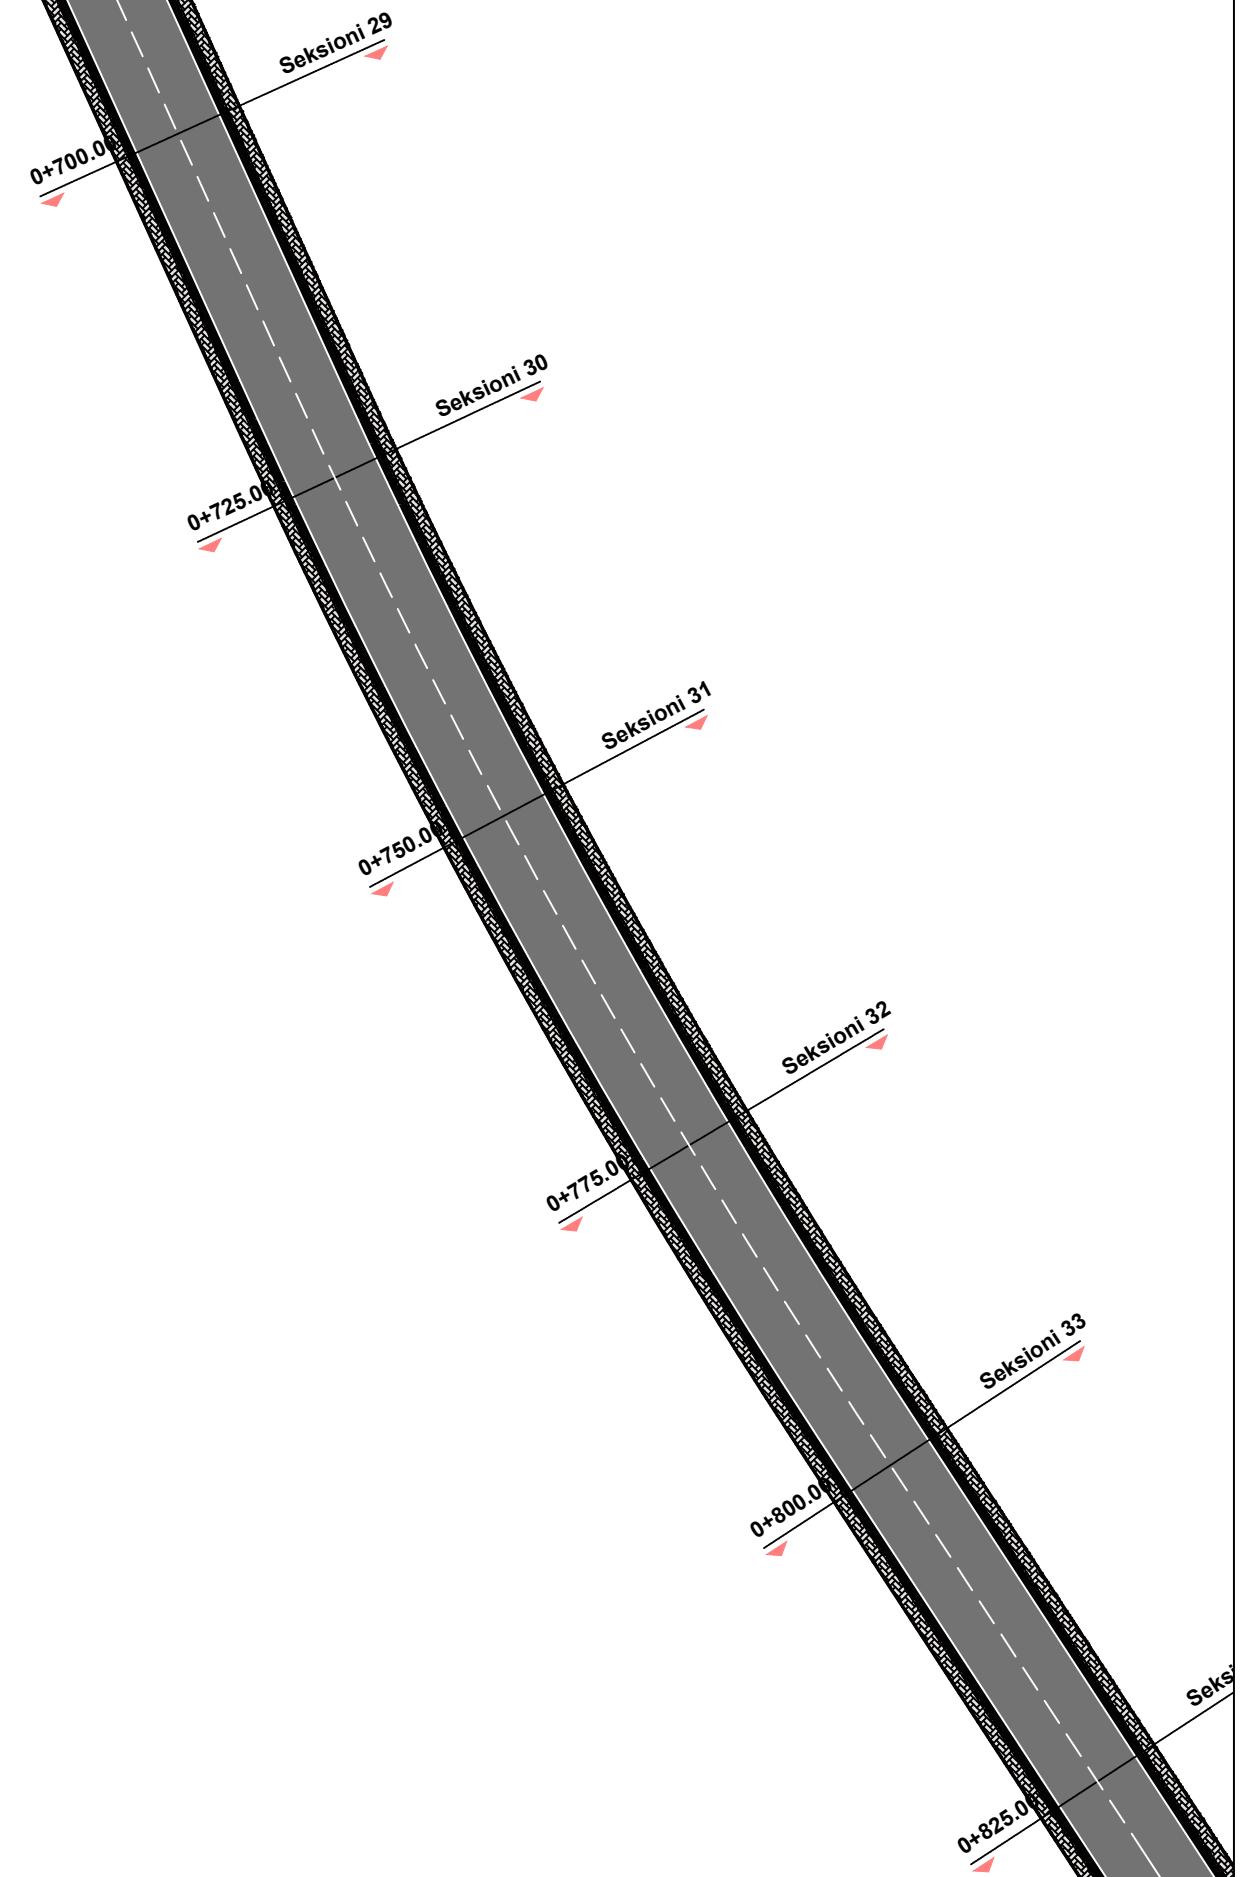 Seksioni 29
0+700.00
Seksioni 30
0+725.00
Seksioni 31
0+750.00
Seksioni 32
0+775.00
Seksioni 33
0+800.00
Seksi
0+825.00